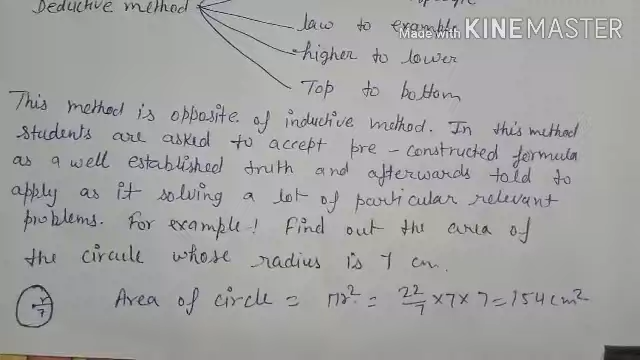 Deductive method
law to example
Made with KINEMASTER
higher to lower
Top to bottom
This method is opposite of inductive method. In this method
students are asked to accept pre-constructed formula
as a well established truth and afterwards told to
apply as it solving a lot of particular relevant
problems. For example! Find out the area of
the circule whose radius is 7 cm.
r
7
Area of circle = πr² = 22/7 × 7 × 7 = 154 cm²